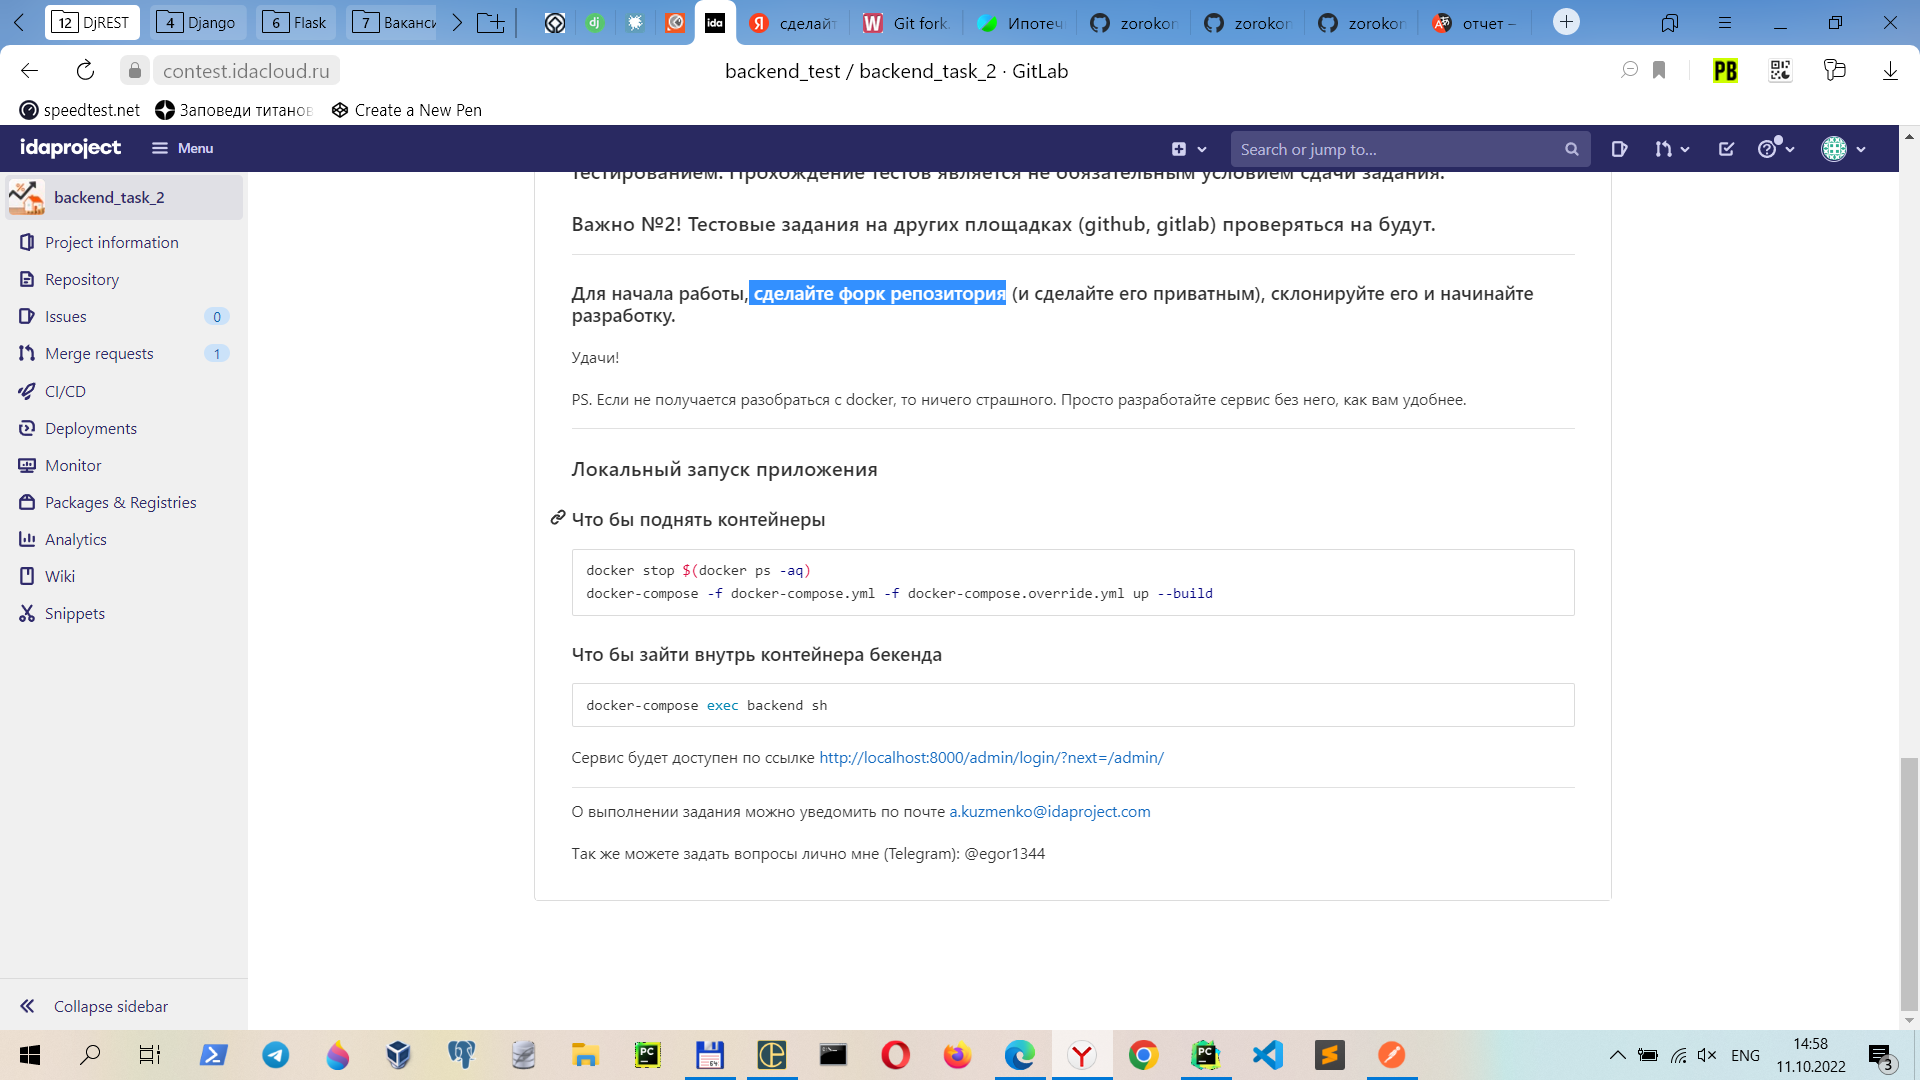 12 DjREST
4 Django
6 Flask
7 Ваканси
ida
сделайт
Git fork.
Ипотеч
zorokon
zorokon
zorokon
отчет –
contest.idacloud.ru
backend_test / backend_task_2 · GitLab
PB
speedtest.net
Заповеди титанов
Create a New Pen
idaproject
Menu
Search or jump to...
backend_task_2
Project information
Repository
Issues 0
Merge requests 1
CI/CD
Deployments
Monitor
Packages & Registries
Analytics
Wiki
Snippets
Collapse sidebar
тестированием. Прохождение тестов является не обязательным условием сдачи задания.
Важно №2! Тестовые задания на других площадках (github, gitlab) проверяться на будут.
Для начала работы, сделайте форк репозитория (и сделайте его приватным), склонируйте его и начинайте
разработку.
Удачи!
PS. Если не получается разобраться с docker, то ничего страшного. Просто разработайте сервис без него, как вам удобнее.
Локальный запуск приложения
Что бы поднять контейнеры
docker stop $(docker ps -aq)
docker-compose -f docker-compose.yml -f docker-compose.override.yml up --build
Что бы зайти внутрь контейнера бекенда
docker-compose exec backend sh
Сервис будет доступен по ссылке http://localhost:8000/admin/login/?next=/admin/
О выполнении задания можно уведомить по почте a.kuzmenko@idaproject.com
Так же можете задать вопросы лично мне (Telegram): @egor1344
PC
64
PC
ENG
14:58
11.10.2022
3